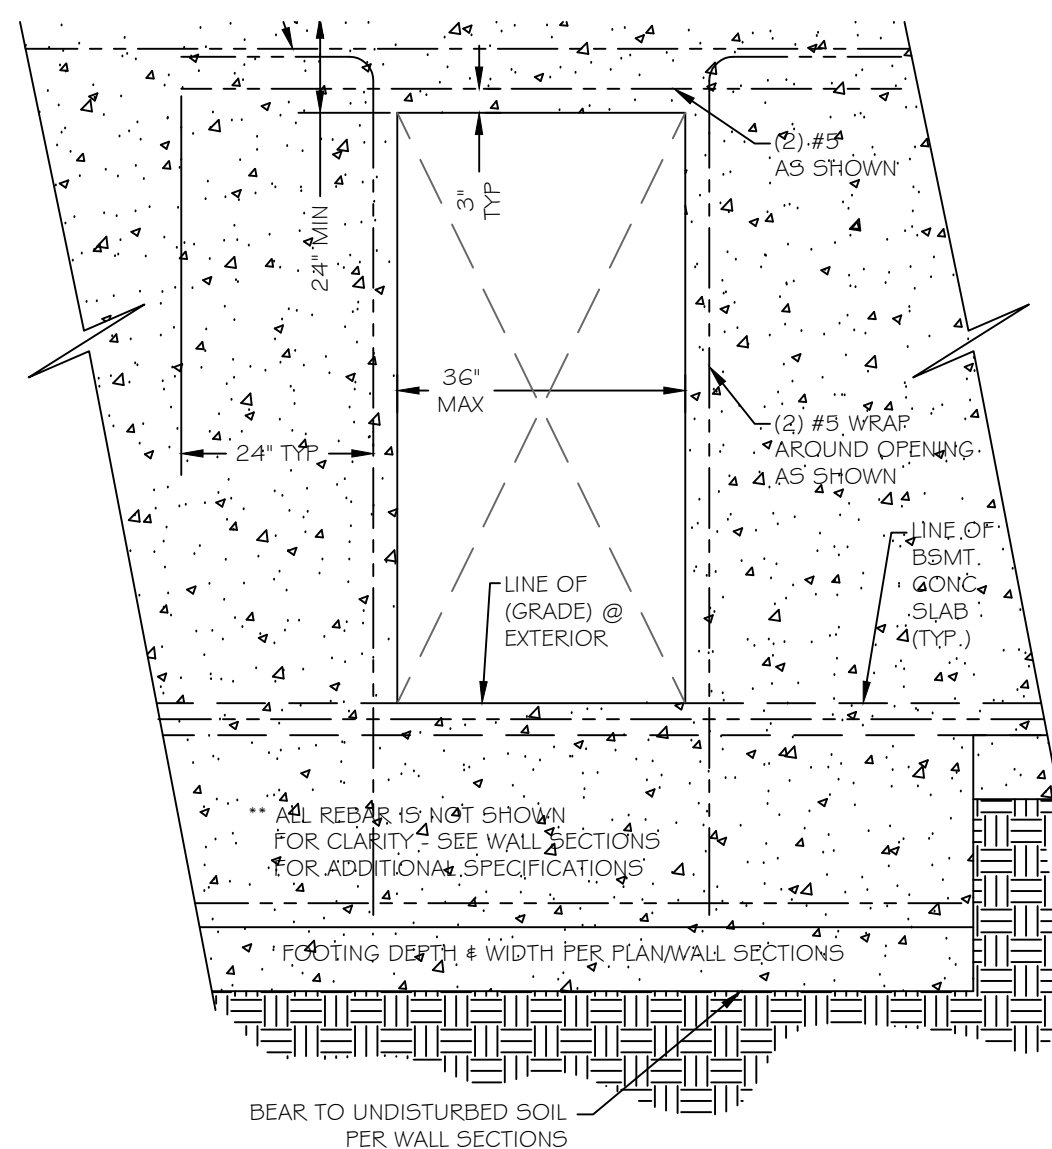 (2) #5
AS SHOWN
3"
TYP
24" MIN
36"
MAX
24" TYP
(2) #5 WRAP
AROUND OPENING
AS SHOWN
LINE OF
BSMT.
CONC.
SLAB
(TYP.)
LINE OF
(GRADE) @
EXTERIOR
** ALL REBAR IS NOT SHOWN
FOR CLARITY - SEE WALL SECTIONS
FOR ADDITIONAL SPECIFICATIONS
FOOTING DEPTH & WIDTH PER PLAN/WALL SECTIONS
BEAR TO UNDISTURBED SOIL
PER WALL SECTIONS